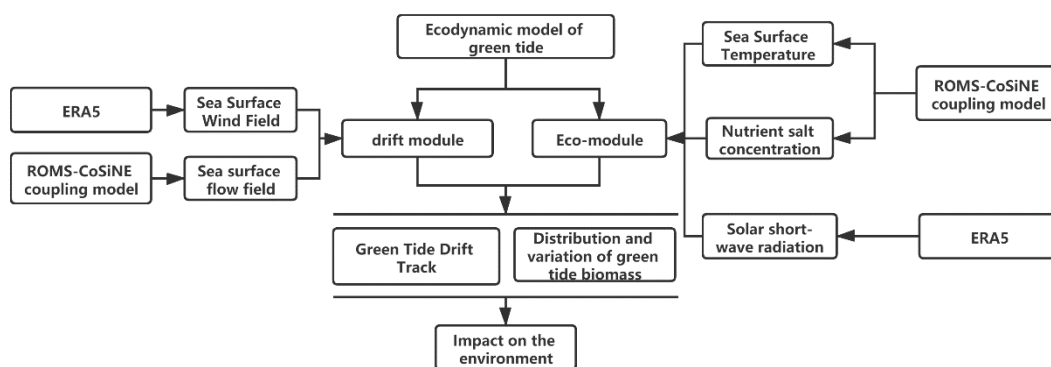 Ecodynamic model of
green tide
ERA5
Sea Surface
Wind Field
ROMS-CoSiNE
coupling model
Sea surface
flow field
drift module
Eco-module
Sea Surface
Temperature
Nutrient salt
concentration
ROMS-CoSiNE
coupling model
Solar short-
wave radiation
ERA5
Green Tide Drift
Track
Distribution and
variation of green
tide biomass
Impact on the
environment